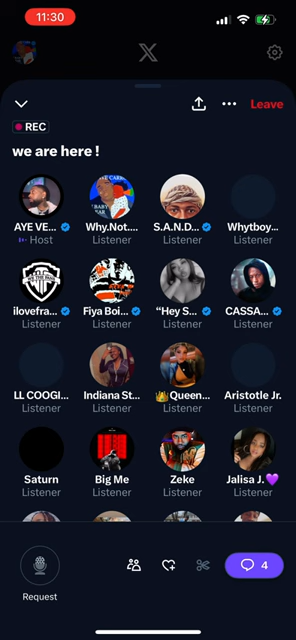 11:30
Leave
REC
we are here !
AYE VE... Why.Not.... S.A.N.D... Whytboy...
Host Listener Listener Listener
ilovefra... Fiya Boi... “Hey S... CASSA...
Listener Listener Listener Listener
LL COOGI... Indiana St... 👑Queen... Aristotle Jr.
Listener Listener Listener Listener
Saturn Big Me Zeke Jalisa J.💜
Listener Listener Listener Listener
4
Request